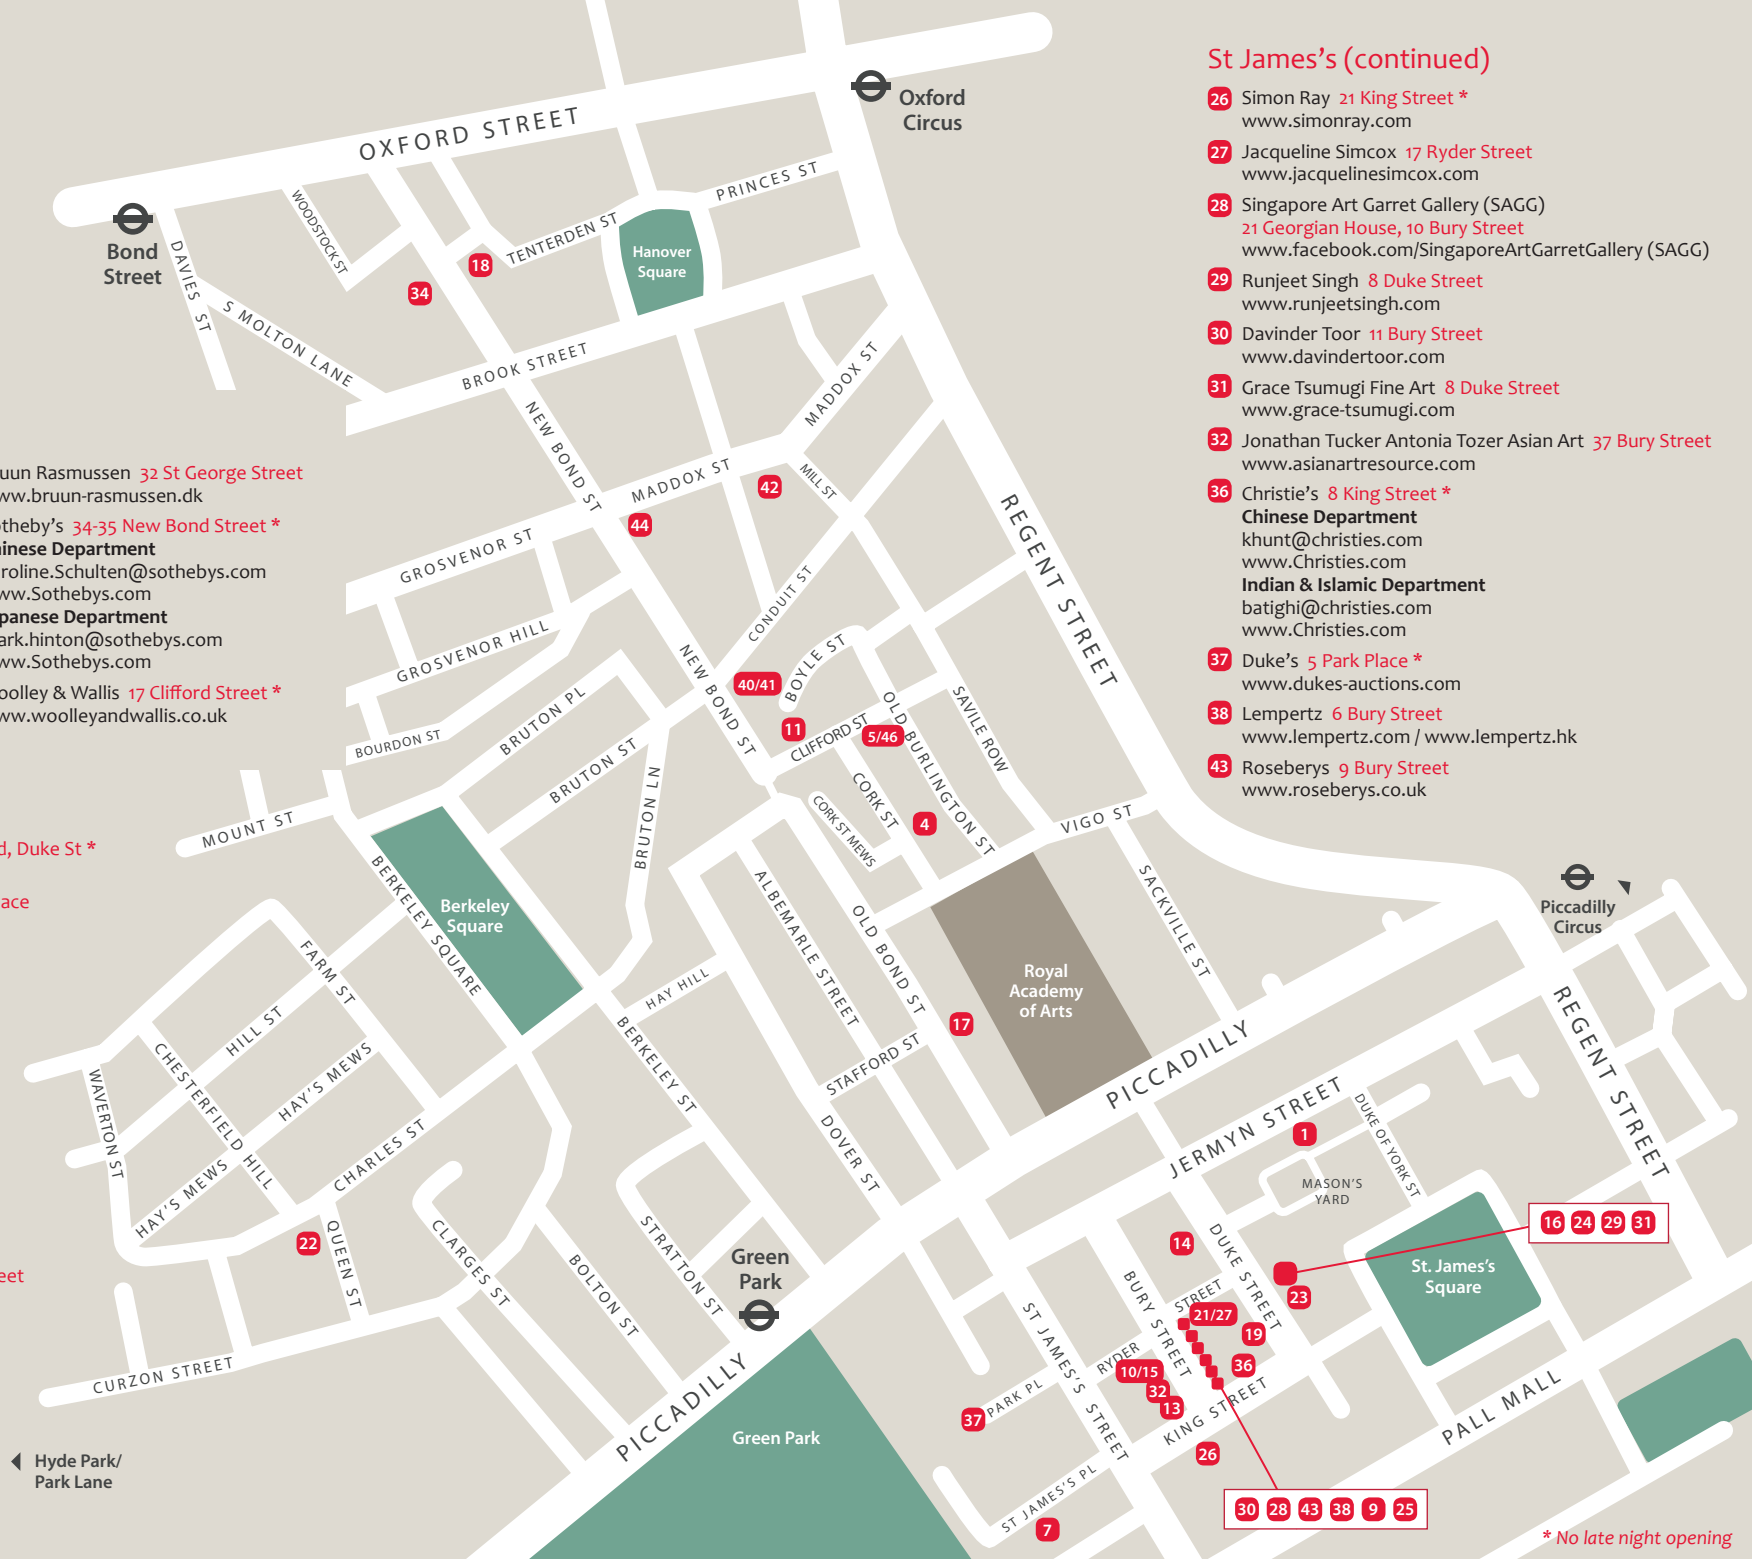 St James's (continued)
26 Simon Ray 21 King Street *
www.simonray.com
27 Jacqueline Simcox 17 Ryder Street
www.jacquelinesimcox.com
28 Singapore Art Garret Gallery (SAGG)
21 Georgian House, 10 Bury Street
www.facebook.com/SingaporeArtGarretGallery (SAGG)
29 Runjeet Singh 8 Duke Street
www.runjeetsingh.com
30 Davinder Toor 11 Bury Street
www.davindertoor.com
31 Grace Tsumugi Fine Art 8 Duke Street
www.grace-tsumugi.com
32 Jonathan Tucker Antonia Tozer Asian Art 37 Bury Street
www.asianartresource.com
36 Christie's 8 King Street *
Chinese Department
khunt@christies.com
www.Christies.com
Indian & Islamic Department
batighi@christies.com
www.Christies.com
37 Duke's 5 Park Place *
www.dukes-auctions.com
38 Lempertz 6 Bury Street
www.lempertz.com / www.lempertz.hk
43 Roseberys 9 Bury Street
www.roseberys.co.uk
uun Rasmussen 32 St George Street
ww.bruun-rasmussen.dk
otheby's 34-35 New Bond Street *
inese Department
roline.Schulten@sothebys.com
ww.Sothebys.com
panese Department
ark.hinton@sothebys.com
ww.Sothebys.com
oolley & Wallis 17 Clifford Street *
ww.woolleyandwallis.co.uk
d, Duke St *
ace
eet
Oxford
Circus
OXFORD STREET
Bond
Street
WOODSTOCK ST
DAVIES ST
S MOLTON LANE
34
18
TENTERDEN ST
PRINCES ST
Hanover
Square
BROOK STREET
NEW BOND ST
MADDOX ST
MADDOX ST
MILL ST
42
44
GROSVENOR ST
GROSVENOR HILL
CONDUIT ST
REGENT STREET
NEW BOND ST
40/41
BOYLE ST
11
CLIFFORD ST
5/46
OLD BURLINGTON ST
SAVILE ROW
BOURDON ST
BRUTON PL
BRUTON ST
BRUTON LN
CORK ST
CORK ST MEWS
4
VIGO ST
MOUNT ST
BERKELEY SQUARE
Berkeley
Square
ALBEMARLE STREET
OLD BOND ST
SACKVILLE ST
Piccadilly
Circus
FARM ST
HILL ST
HAY HILL
Royal
Academy
of Arts
17
STAFFORD ST
BERKELEY ST
PICCADILLY
REGENT STREET
CHESTERFIELD HILL
HAY'S MEWS
WAVERTON ST
HAY'S MEWS
CHARLES ST
DOVER ST
JERMYN STREET
1
DUKE OF YORK ST
MASON'S
YARD
22
QUEEN ST
CLARGES ST
BOLTON ST
STRATTON ST
Green
Park
14
DUKE STREET
St. James's
Square
16 24 29 31
23
BURY STREET
RYDER
STREET
21/27
19
36
10/15
32
13
ST JAMES'S STREET
37
PARK PL
KING STREET
26
CURZON STREET
PICCADILLY
Green Park
PALL MALL
Hyde Park/
Park Lane
ST JAMES'S PL
7
30 28 43 38 9 25
* No late night opening